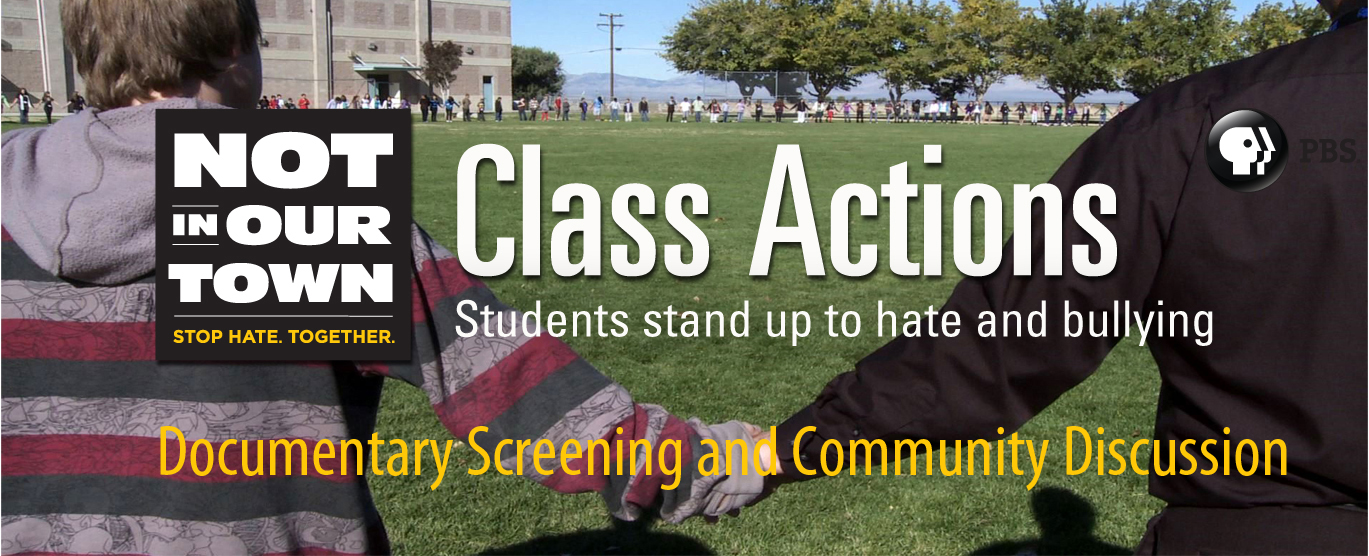 NOT
IN OUR
TOWN
STOP HATE. TOGETHER.
Class Actions
Students stand up to hate and bullying
PBS
Documentary Screening and Community Discussion